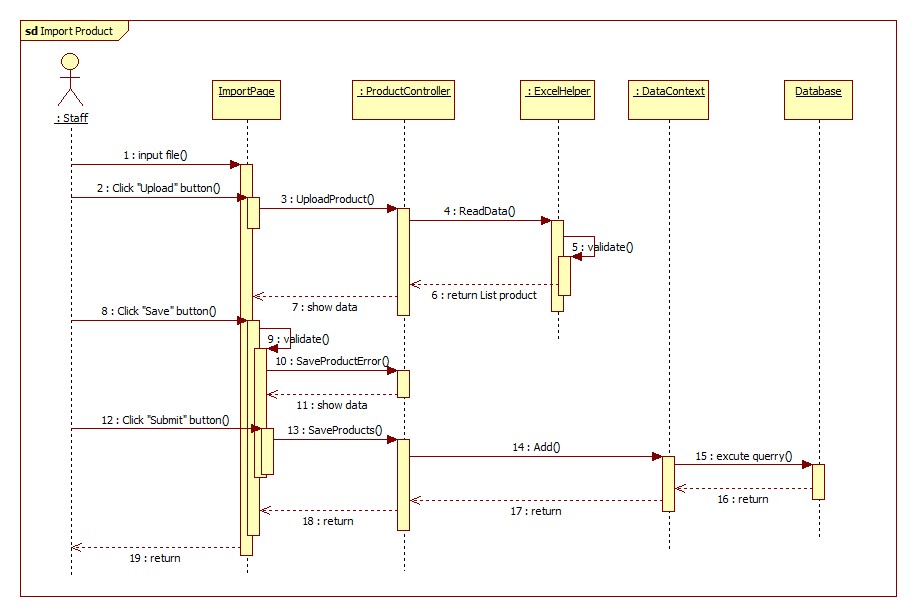 sd Import Product
: Staff
ImportPage
: ProductController
: ExcelHelper
: DataContext
Database
1 : input file()
2 : Click "Upload" button()
3 : UploadProduct()
4 : ReadData()
5 : validate()
6 : return List product
7 : show data
8 : Click "Save" button()
9 : validate()
10 : SaveProductError()
11 : show data
12 : Click "Submit" button()
13 : SaveProducts()
14 : Add()
15 : excute querry()
16 : return
17 : return
18 : return
19 : return